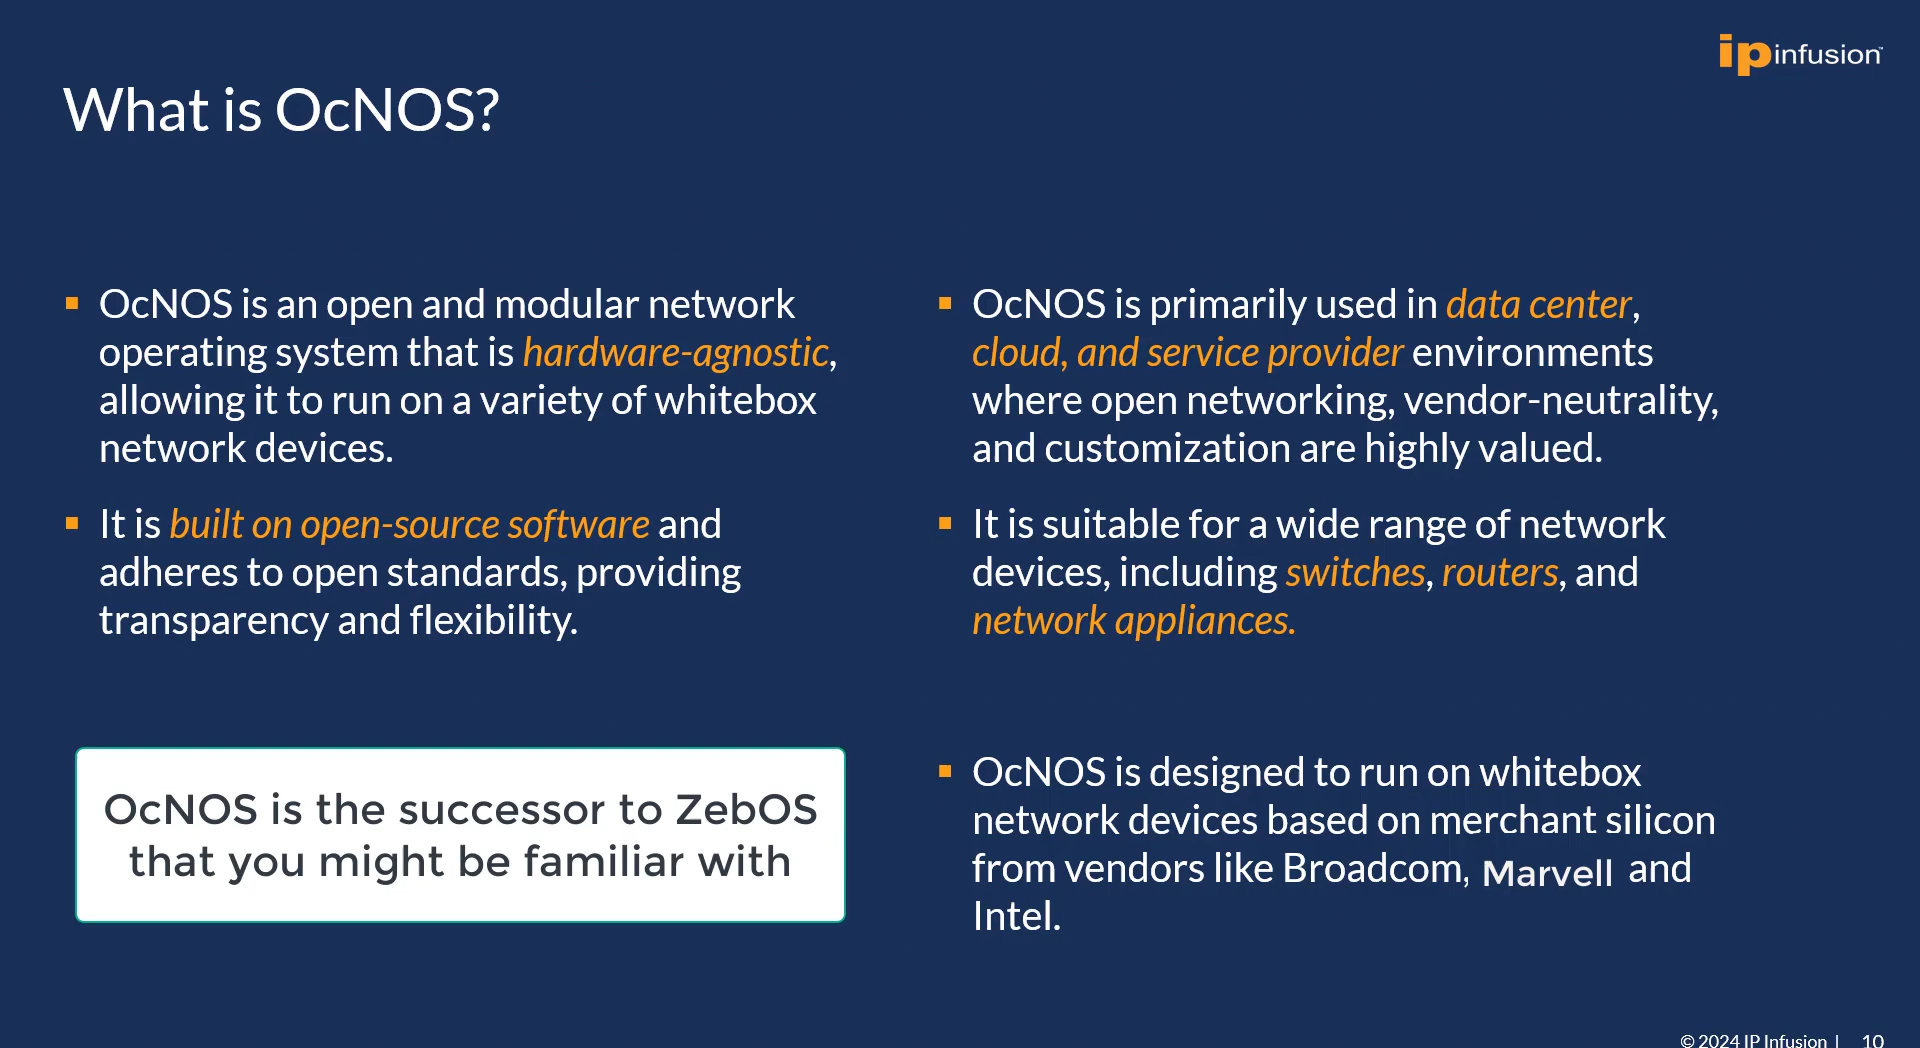 ip infusion™
What is OcNOS?
▪ OcNOS is an open and modular network
operating system that is hardware-agnostic,
allowing it to run on a variety of whitebox
network devices.
▪ It is built on open-source software and
adheres to open standards, providing
transparency and flexibility.
OcNOS is the successor to ZebOS
that you might be familiar with
▪ OcNOS is primarily used in data center,
cloud, and service provider environments
where open networking, vendor-neutrality,
and customization are highly valued.
▪ It is suitable for a wide range of network
devices, including switches, routers, and
network appliances.
▪ OcNOS is designed to run on whitebox
network devices based on merchant silicon
from vendors like Broadcom, Marvell and
Intel.
© 2024 IP Infusion | 10